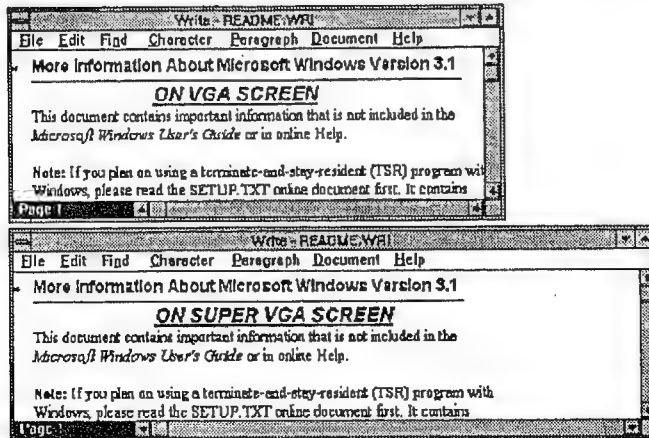 Write - README.WRI
File Edit Find Character Paragraph Document Help
More Information About Microsoft Windows Version 3.1
ON VGA SCREEN
This document contains important information that is not included in the
Microsoft Windows User's Guide or in online Help.
Note: If you plan on using a terminate-and-stay-resident (TSR) program wit
Windows, please read the SETUP.TXT online document first. It contains
Page 1
Write - README.WRI
File Edit Find Character Paragraph Document Help
More Information About Microsoft Windows Version 3.1
ON SUPER VGA SCREEN
This document contains important information that is not included in the
Microsoft Windows User's Guide or in online Help.
Note: If you plan on using a terminate-and-stay-resident (TSR) program with
Windows, please read the SETUP.TXT online document first. It contains
Page 1